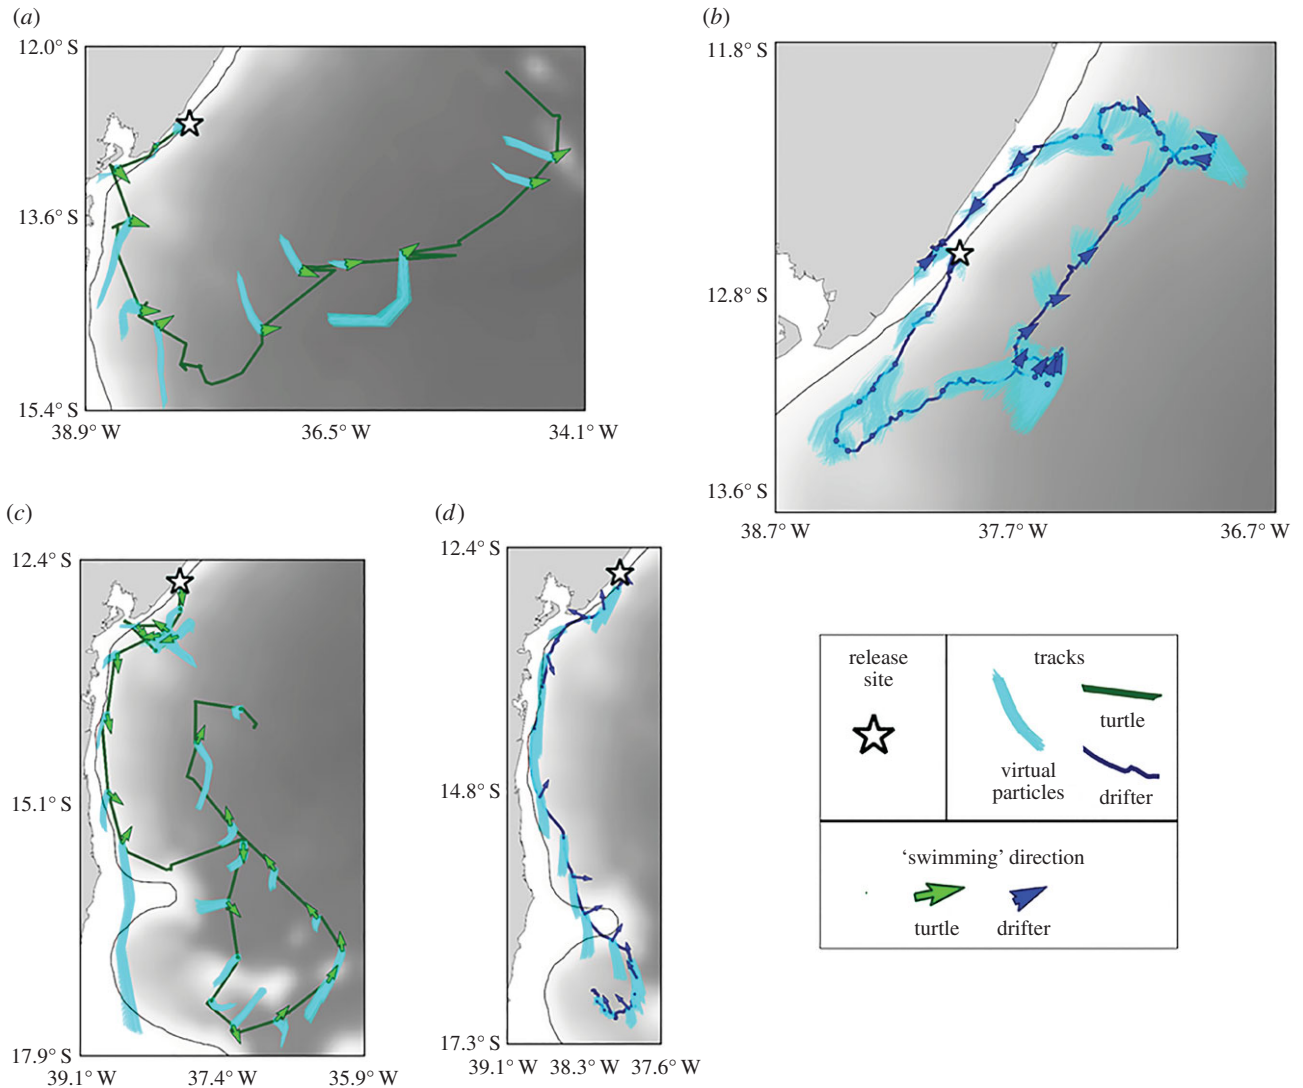 (a)
12.0° S
13.6° S
15.4° S
38.9° W
36.5° W
34.1° W
(b)
11.8° S
12.8° S
13.6° S
38.7° W
37.7° W
36.7° W
(c)
12.4° S
15.1° S
17.9° S
39.1° W
37.4° W
35.9° W
(d)
12.4° S
14.8° S
17.3° S
39.1° W
38.3° W
37.6° W
release
site
tracks
turtle
virtual
particles
drifter
‘swimming’ direction
turtle
drifter